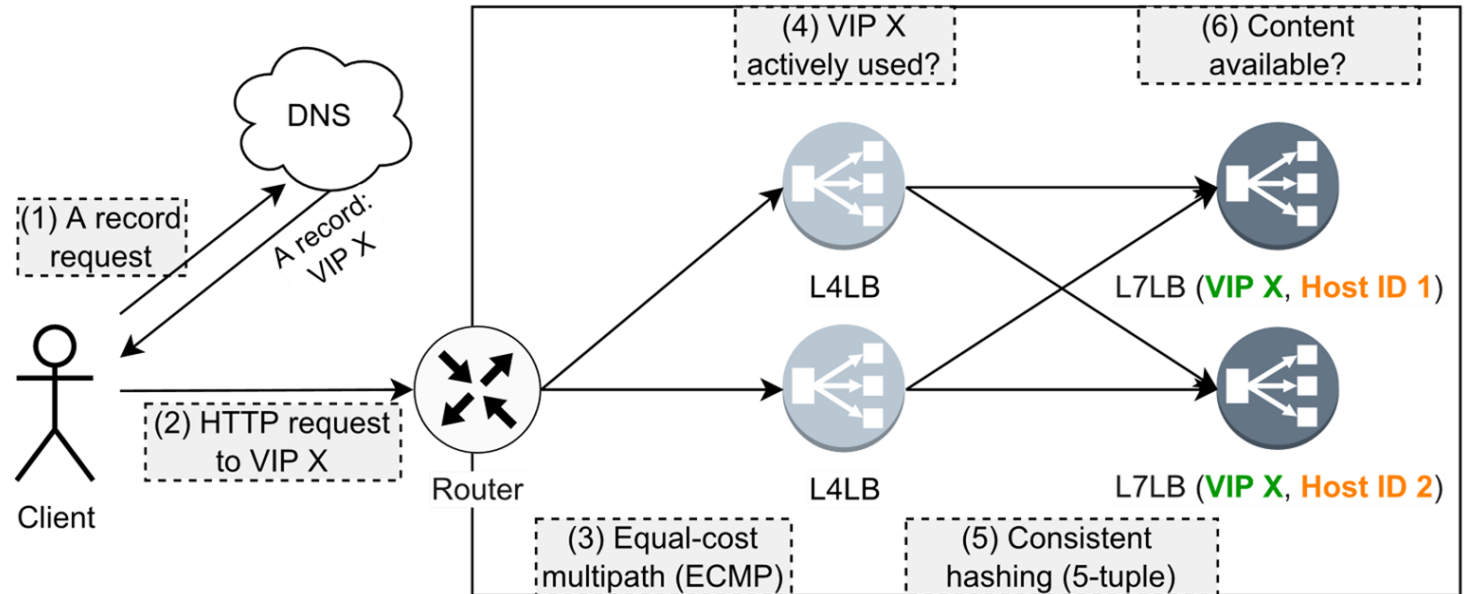 (4) VIP X
actively used?
(6) Content
available?
DNS
(1) A record
request
A record:
VIP X
L4LB
L7LB (VIP X, Host ID 1)
(2) HTTP request
to VIP X
Client
Router
L4LB
L7LB (VIP X, Host ID 2)
(3) Equal-cost
multipath (ECMP)
(5) Consistent
hashing (5-tuple)